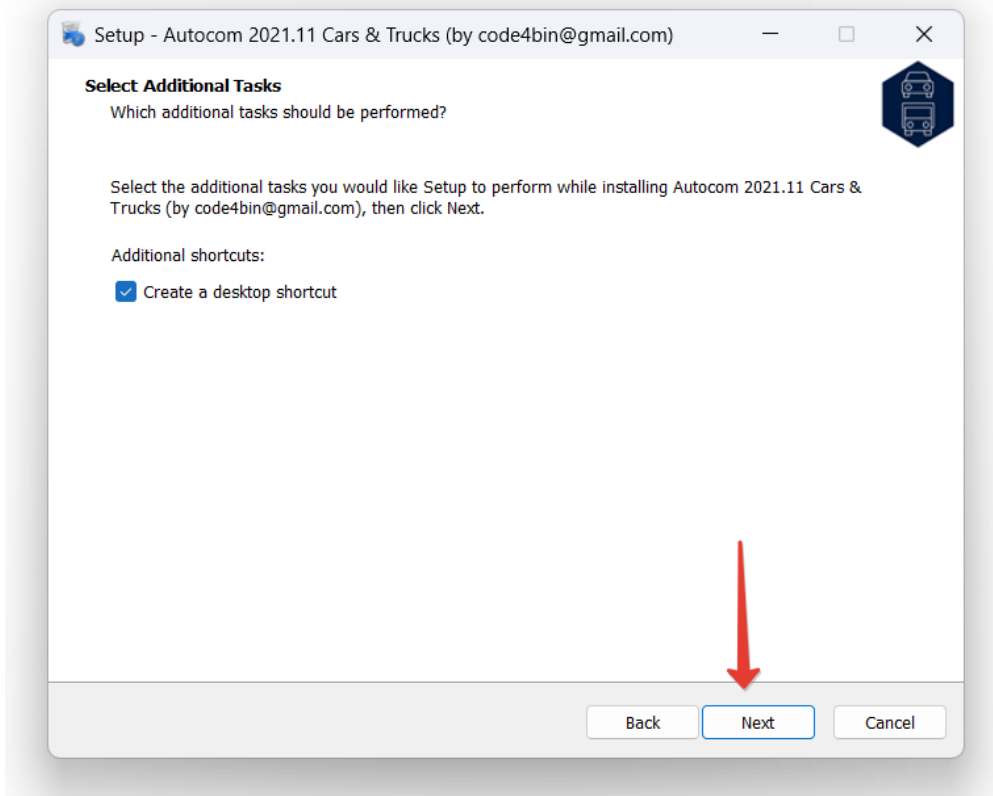 Setup - Autocom 2021.11 Cars & Trucks (by code4bin@gmail.com)
Select Additional Tasks
Which additional tasks should be performed?
Select the additional tasks you would like Setup to perform while installing Autocom 2021.11 Cars &
Trucks (by code4bin@gmail.com), then click Next.
Additional shortcuts:
Create a desktop shortcut
Back Next Cancel